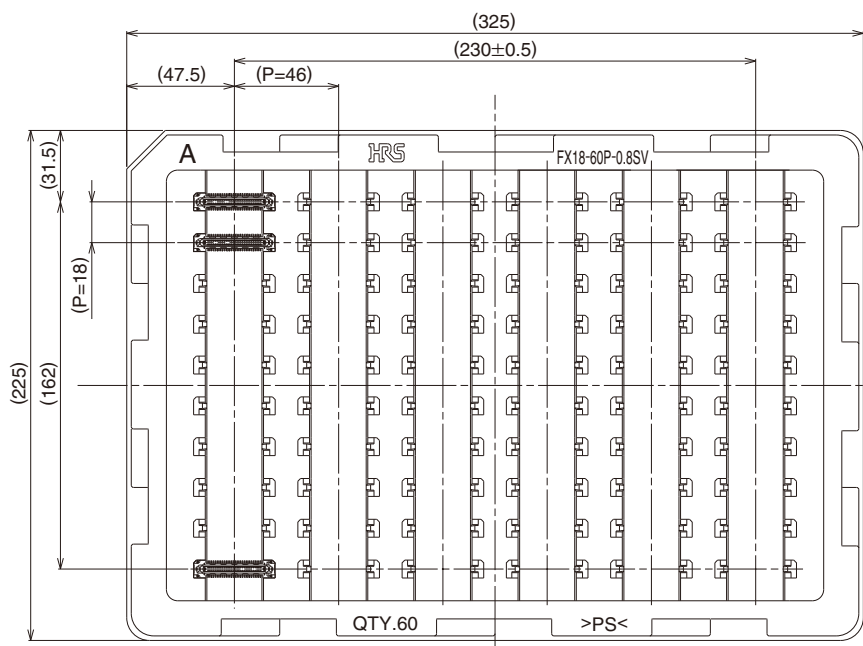 (325)
(230±0.5)
(47.5)
(P=46)
(31.5)
A
HRS
FX18-60P-0.8SV
(P=18)
(162)
(225)
QTY.60
>PS<